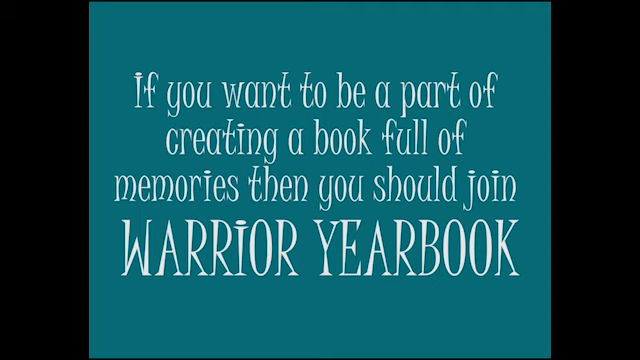 If you want to be a part of
creating a book full of
memories then you should join
WARRIOR YEARBOOK